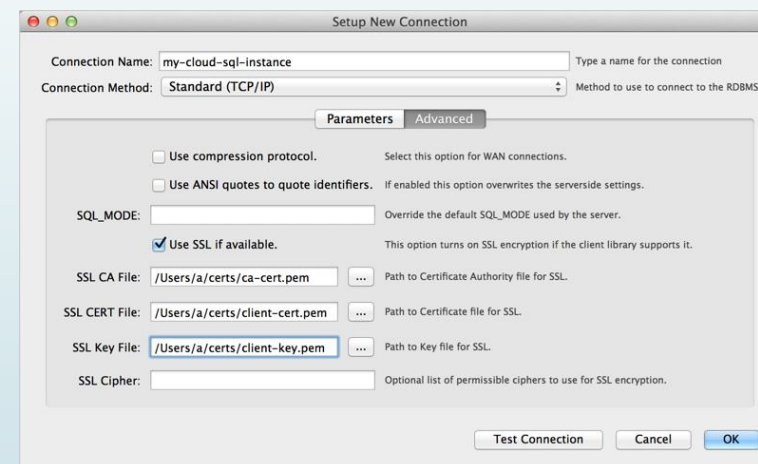 Setup New Connection
Connection Name: my-cloud-sql-instance Type a name for the connection
Connection Method: Standard (TCP/IP) Method to use to connect to the RDBMS
Parameters Advanced
Use compression protocol. Select this option for WAN connections.
Use ANSI quotes to quote identifiers. If enabled this option overwrites the serverside settings.
SQL_MODE: Override the default SQL_MODE used by the server.
Use SSL if available. This option turns on SSL encryption if the client library supports it.
SSL CA File: /Users/a/certs/ca-cert.pem ... Path to Certificate Authority file for SSL.
SSL CERT File: /Users/a/certs/client-cert.pem ... Path to Certificate file for SSL.
SSL Key File: /Users/a/certs/client-key.pem ... Path to Key file for SSL.
SSL Cipher: Optional list of permissible ciphers to use for SSL encryption.
Test Connection Cancel OK